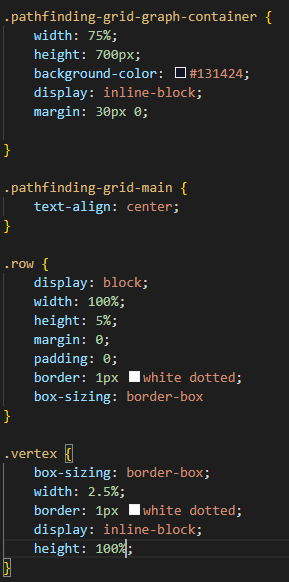 .pathfinding-grid-graph-container {
width: 75%;
height: 700px;
background-color: #131424;
display: inline-block;
margin: 30px 0;
}
.pathfinding-grid-main {
text-align: center;
}
.row {
display: block;
width: 100%;
height: 5%;
margin: 0;
padding: 0;
border: 1px white dotted;
box-sizing: border-box
}
.vertex {
box-sizing: border-box;
width: 2.5%;
border: 1px white dotted;
display: inline-block;
height: 100%;
}